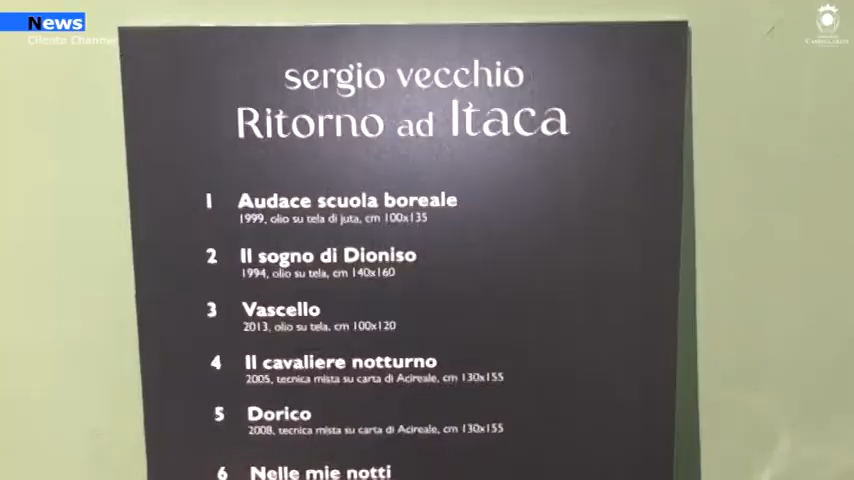 News
Cilento Channel
sergio vecchio
Ritorno ad Itaca
1 Audace scuola boreale
1999, olio su tela di juta, cm 100x135
2 Il sogno di Dioniso
1994, olio su tela, cm 140x160
3 Vascello
2013, olio su tela, cm 100x120
4 Il cavaliere notturno
2005, tecnica mista su carta di Acireale, cm 130x155
5 Dorico
2008, tecnica mista su carta di Acireale, cm 130x155
6 Nelle mie notti